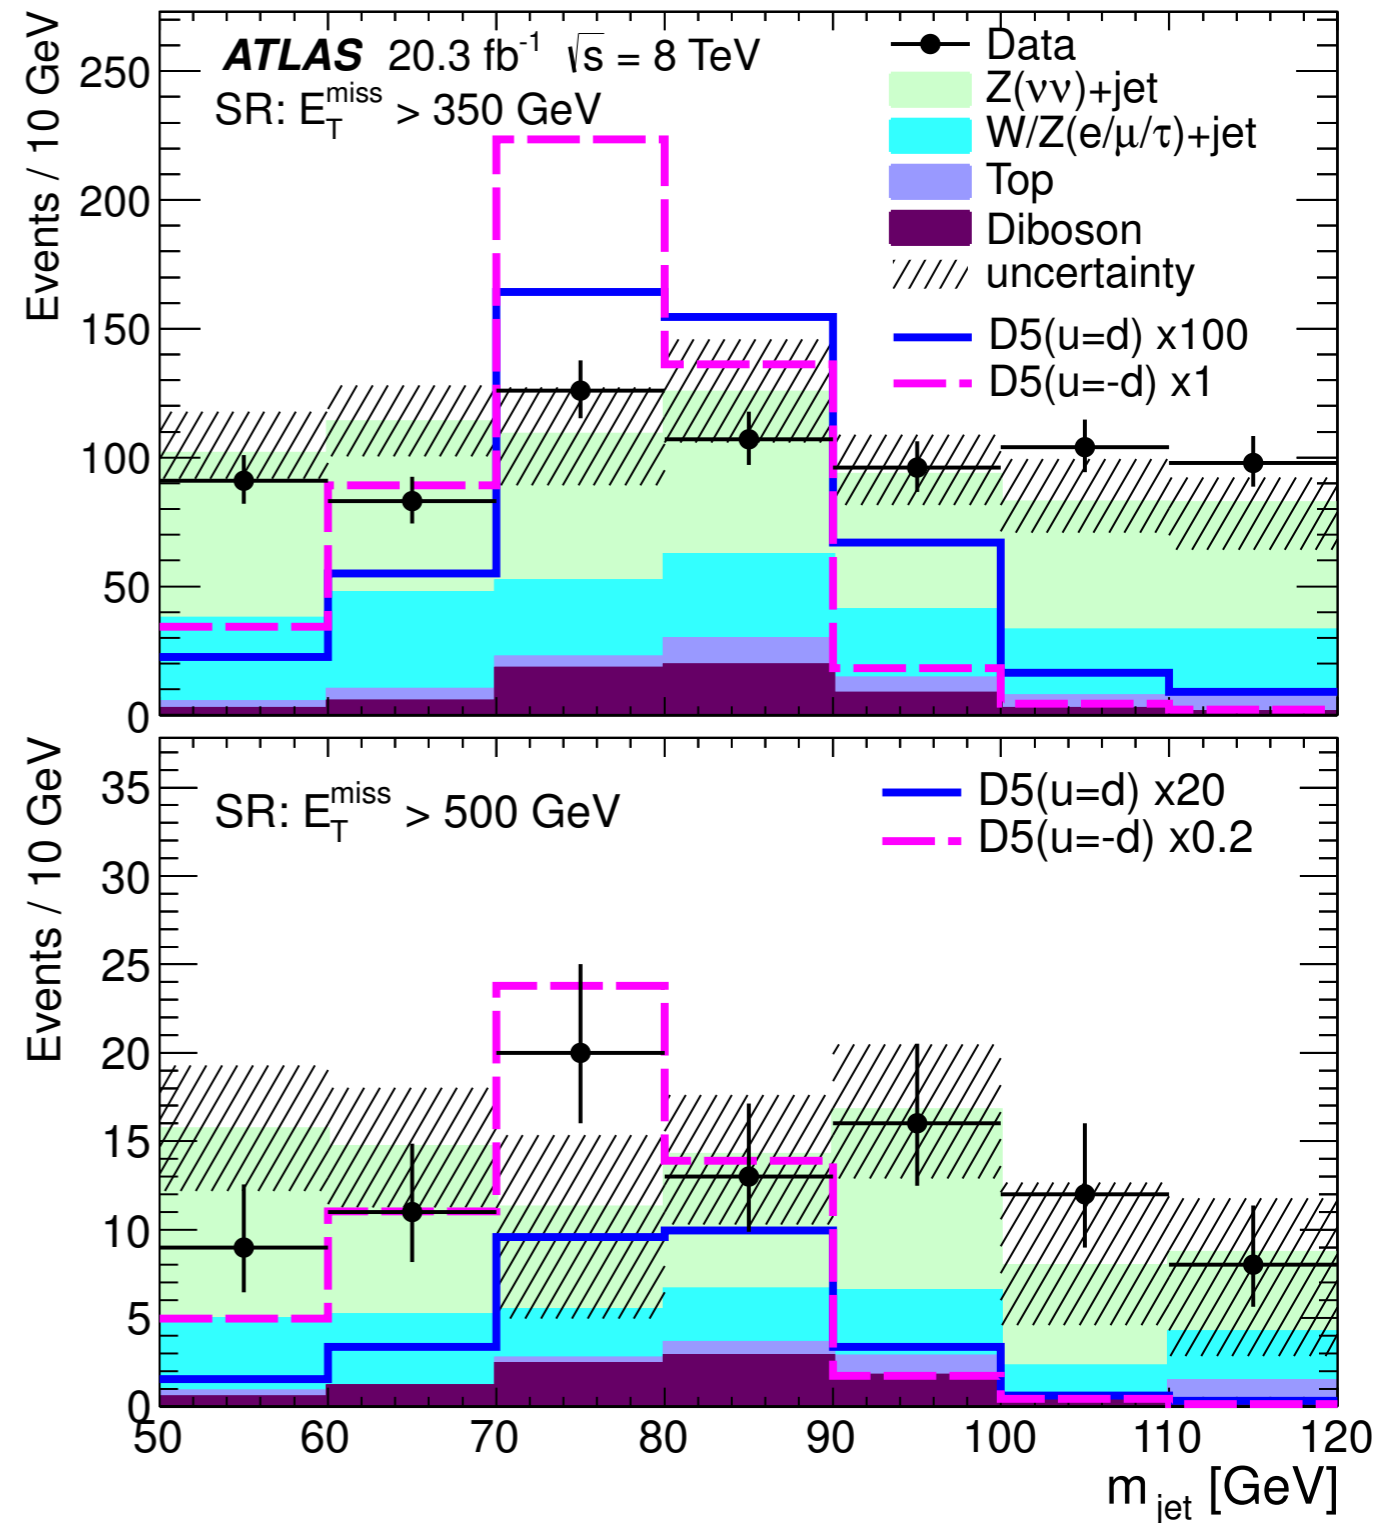 ATLAS 20.3 fb-1 √s = 8 TeV
SR: ETmiss > 350 GeV
Data
Z(νν)+jet
W/Z(e/μ/τ)+jet
Top
Diboson
uncertainty
D5(u=d) x100
D5(u=-d) x1
Events / 10 GeV
250
200
150
100
50
0
SR: ETmiss > 500 GeV
D5(u=d) x20
D5(u=-d) x0.2
Events / 10 GeV
35
30
25
20
15
10
5
0
50 60 70 80 90 100 110 120
mjet [GeV]